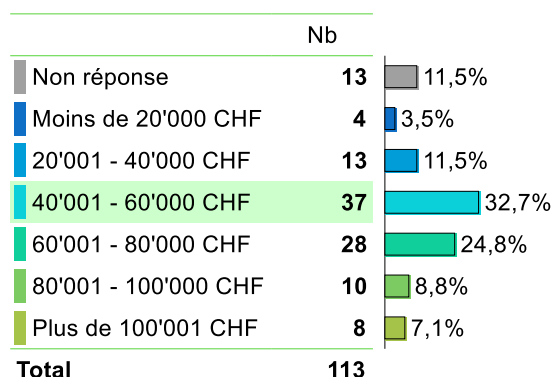 Nb
Non réponse 13 11,5%
Moins de 20'000 CHF 4 3,5%
20'001 - 40'000 CHF 13 11,5%
40'001 - 60'000 CHF 37 32,7%
60'001 - 80'000 CHF 28 24,8%
80'001 - 100'000 CHF 10 8,8%
Plus de 100'001 CHF 8 7,1%
Total 113